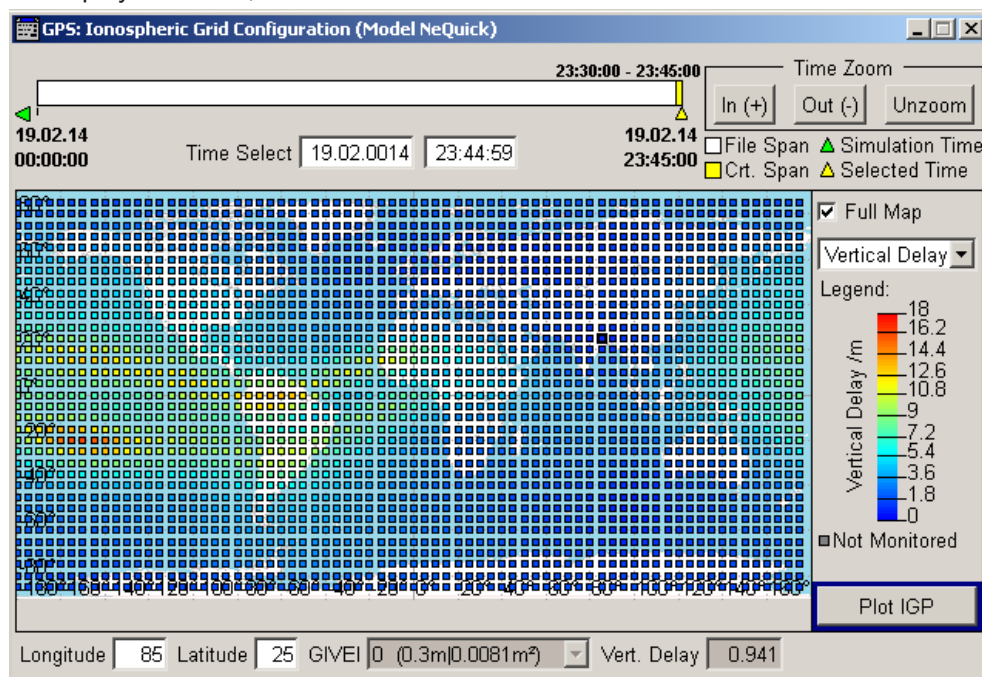 GPS: Ionospheric Grid Configuration (Model NeQuick)
23:30:00 - 23:45:00
Time Zoom
In (+) Out (-) Unzoom
19.02.14
00:00:00
Time Select 19.02.0014 23:44:59
19.02.14
23:45:00
File Span Simulation Time
Crt. Span Selected Time
Full Map
Vertical Delay
Legend:
Vertical Delay /m
18
16.2
14.4
12.6
10.8
9
7.2
5.4
3.6
1.8
0
Not Monitored
Plot IGP
Longitude 85 Latitude 25 GIVEI 0 (0.3m|0.0081m²) Vert. Delay 0.941